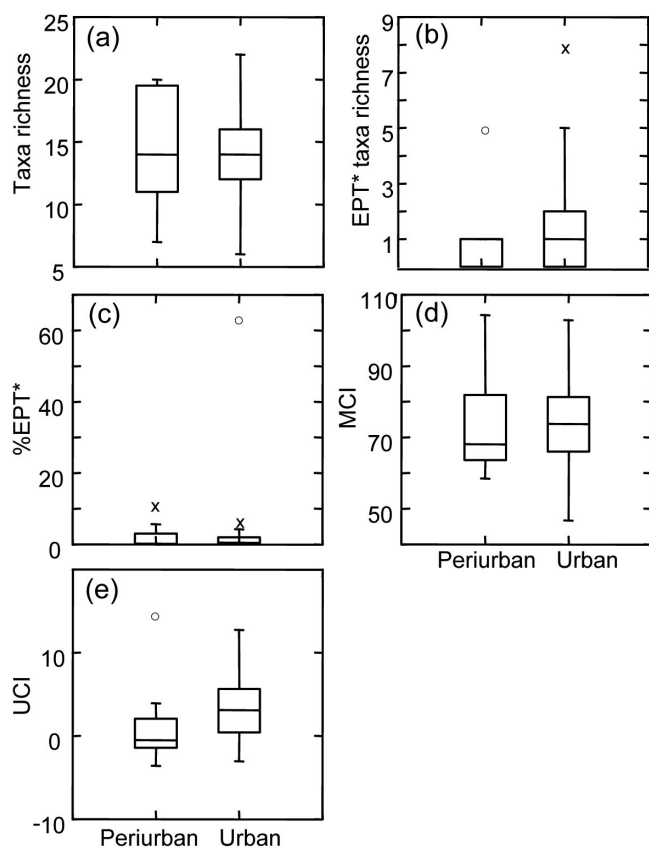 (a)
Taxa richness
25
20
15
10
5
(b)
EPT* taxa richness
9
7
5
3
1
(c)
%EPT*
60
40
20
0
(d)
MCI
110
90
70
50
Periurban Urban
(e)
UCI
10
0
-10
Periurban Urban